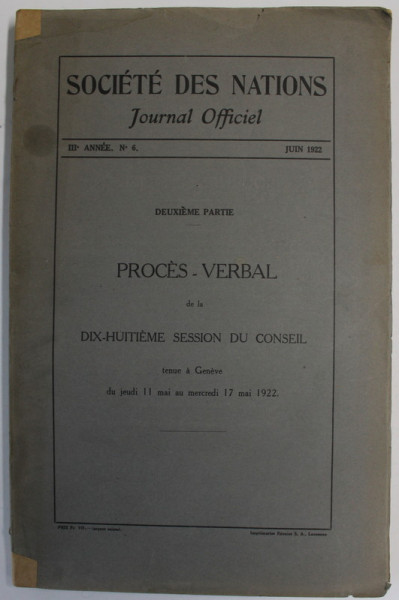 SOCIÉTÉ DES NATIONS
Journal Officiel
IIIᵉ ANNÉE. Nº 6. JUIN 1922
DEUXIÈME PARTIE
PROCÈS-VERBAL
de la
DIX-HUITIÈME SESSION DU CONSEIL
tenue à Genève
du jeudi 11 mai au mercredi 17 mai 1922.